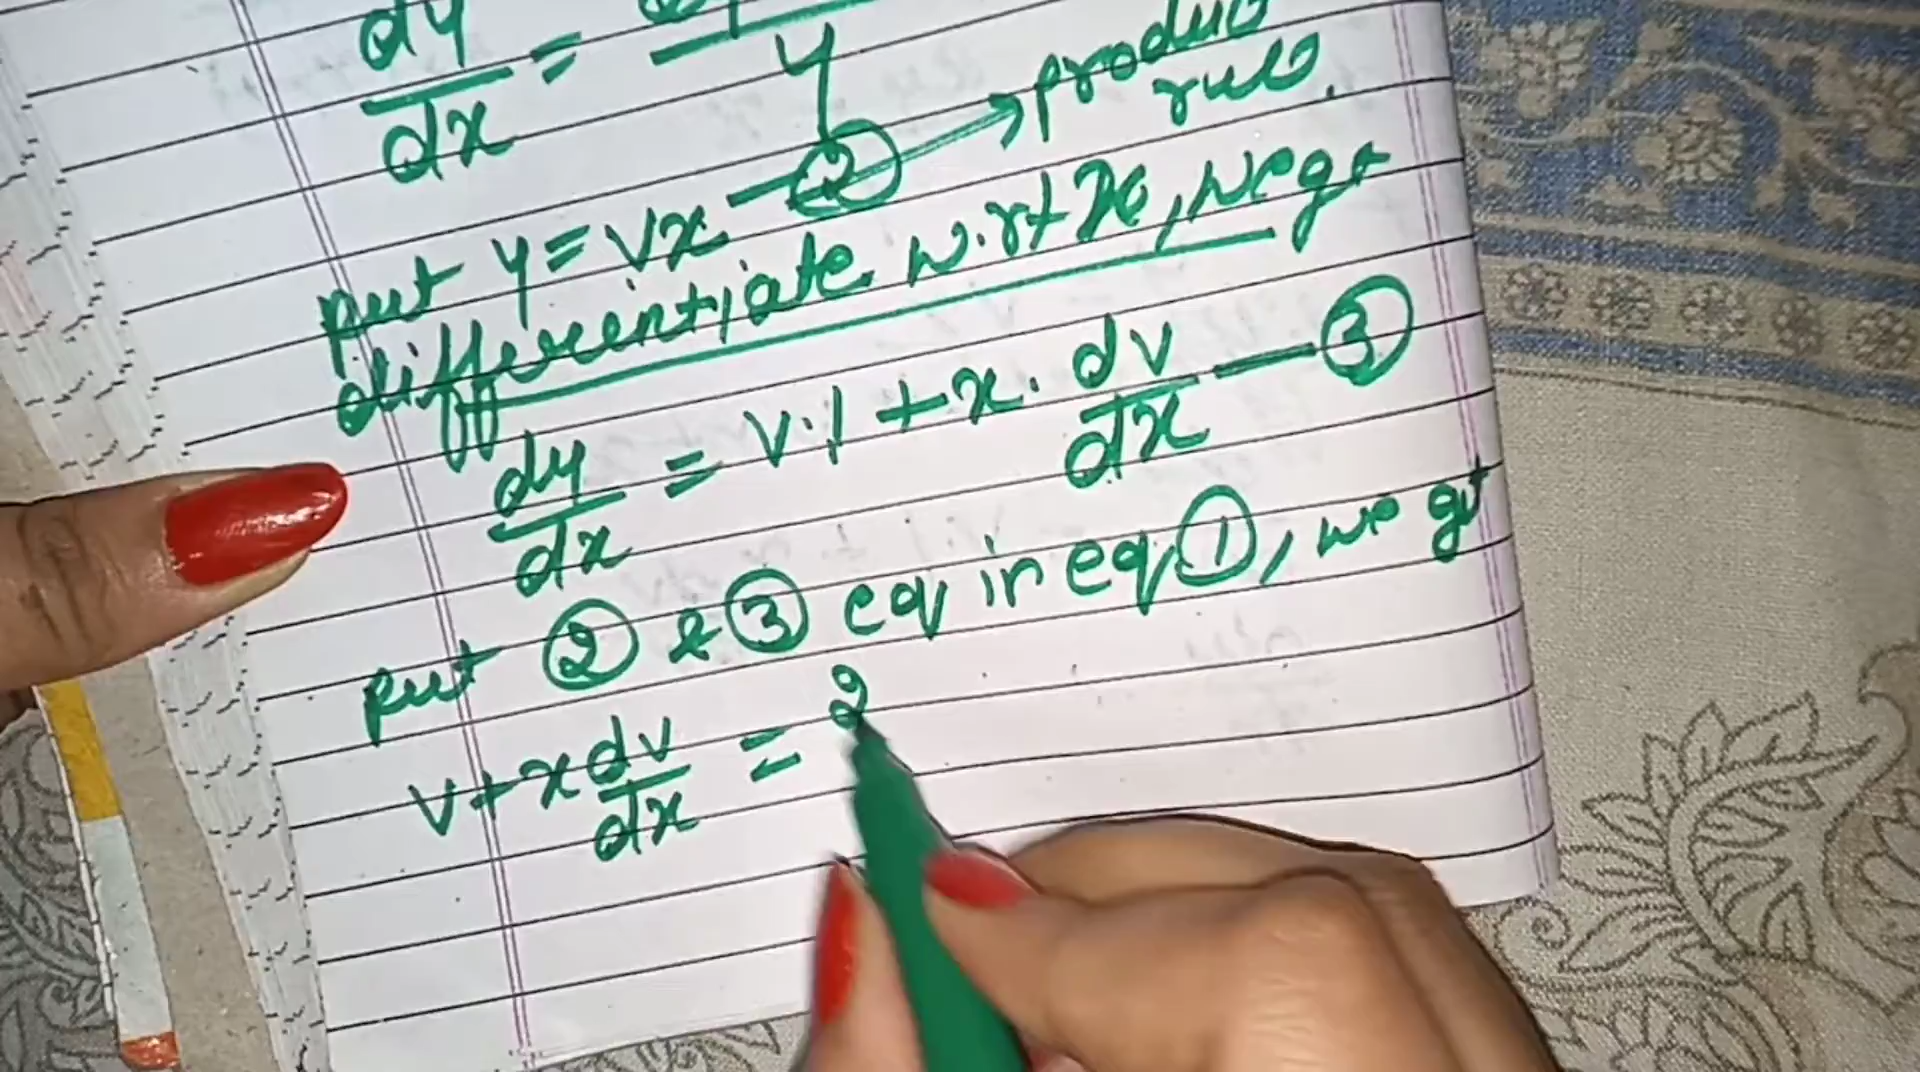 dy/dx = y
put y = vx — ② → product rule.
differentiate w.r.t x, we get
dy/dx = v.1 + x. dv/dx — ③
put ② & ③ eq in eq ①, we get
v + x dv/dx = 2